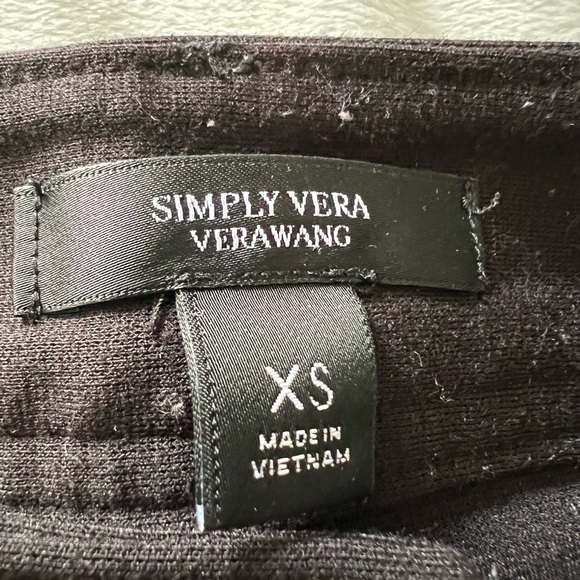 SIMPLY VERA
VERAWANG
XS
MADE IN
VIETNAM